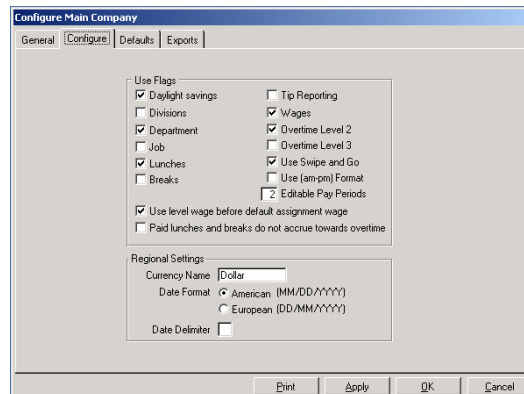 Configure Main Company
General Configure Defaults Exports
Use Flags
Daylight savings
Tip Reporting
Divisions
Wages
Department
Overtime Level 2
Job
Overtime Level 3
Lunches
Use Swipe and Go
Breaks
Use (am-pm) Format
2 Editable Pay Periods
Use level wage before default assignment wage
Paid lunches and breaks do not accrue towards overtime
Regional Settings
Currency Name Dollar
Date Format American (MM/DD/YYYY)
European (DD/MM/YYYY)
Date Delimiter
Print Apply OK Cancel